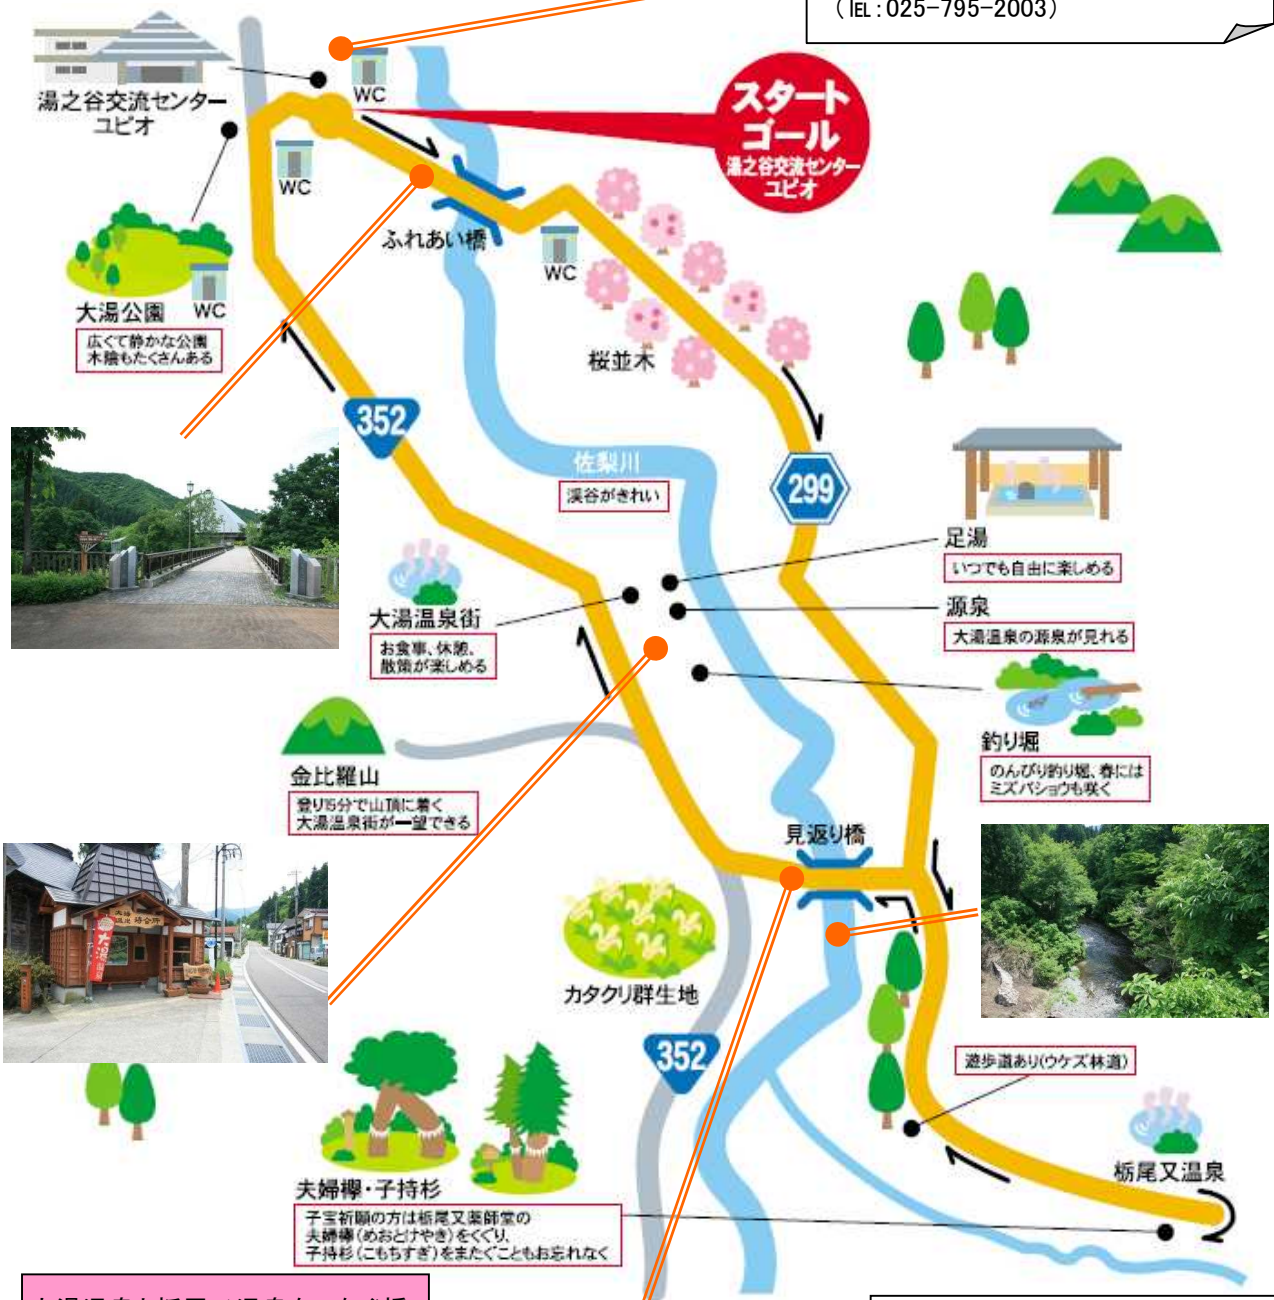 (TEL:025-795-2003)
湯之谷交流センター
ユピオ
WC
スタート
ゴール
湯之谷交流センター
ユピオ
WC
ふれあい橋
WC
大湯公園
WC
広くて静かな公園
木陰もたくさんある
桜並木
352
佐梨川
渓谷がきれい
299
足湯
いつでも自由に楽しめる
源泉
大湯温泉の源泉が見れる
大湯温泉街
お食事、休憩、
散策が楽しめる
釣り堀
のんびり釣り堀、春には
ミズバショウも咲く
金比羅山
登り15分で山頂に着く
大湯温泉街が一望できる
見返り橋
カタクリ群生地
352
遊歩道あり(ウケズ林道)
栃尾又温泉
夫婦欅・子持杉
子宝祈願の方は栃尾又薬師堂の
夫婦欅(めおとけやき)をくぐり、
子持杉(こもちすぎ)をまたぐこともお忘れなく